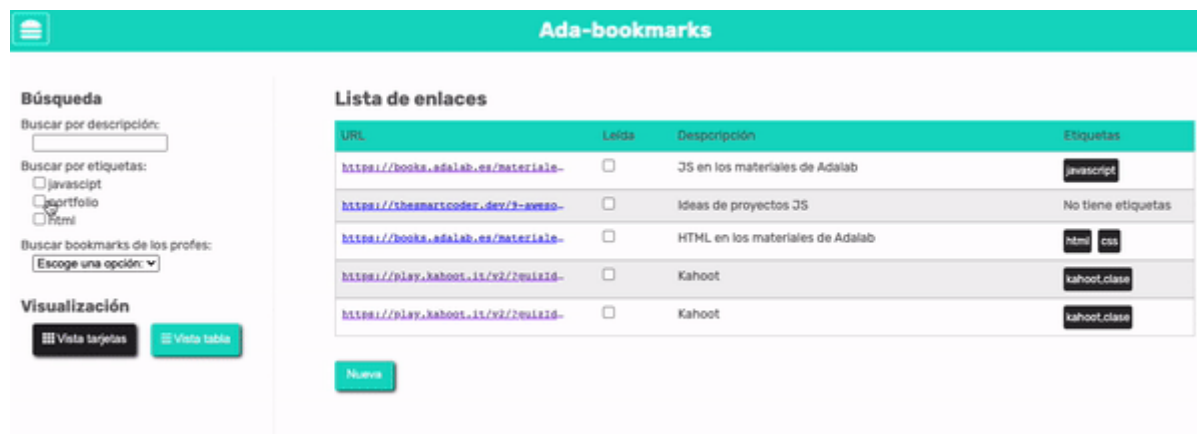 Ada-bookmarks
Búsqueda
Buscar por descripción:
Buscar por etiquetas:
javascipt
portfolio
html
Buscar bookmarks de los profes:
Escoge una opción:
Visualización
Vista tarjetas
Vista tabla
Lista de enlaces
URL Leída Desporipción Etiquetas
https://books.adalab.es/materiale… JS en los materiales de Adalab javascript
https://thesmartcoder.dev/9-aweso… Ideas de proyectos JS No tiene etiquetas
https://books.adalab.es/materiale… HTML en los materiales de Adalab html css
https://play.kahoot.it/v2/?quizId… Kahoot kahoot,clase
https://play.kahoot.it/v2/?quizId… Kahoot kahoot,clase
Nueva